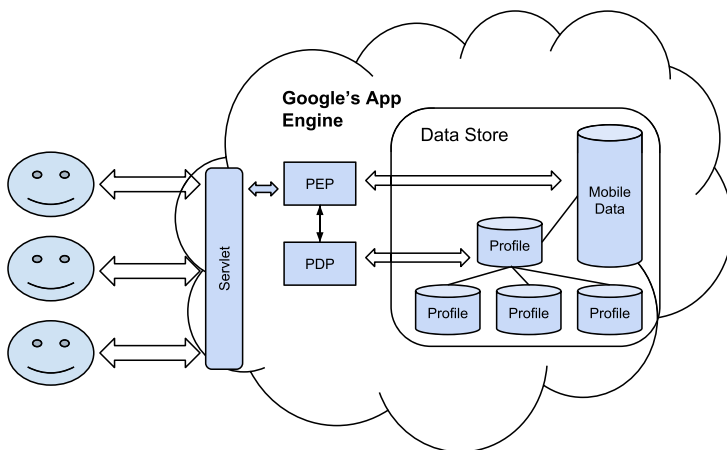 Google's App
Engine
Data Store
Servlet
PEP
PDP
Mobile
Data
Profile
Profile
Profile
Profile